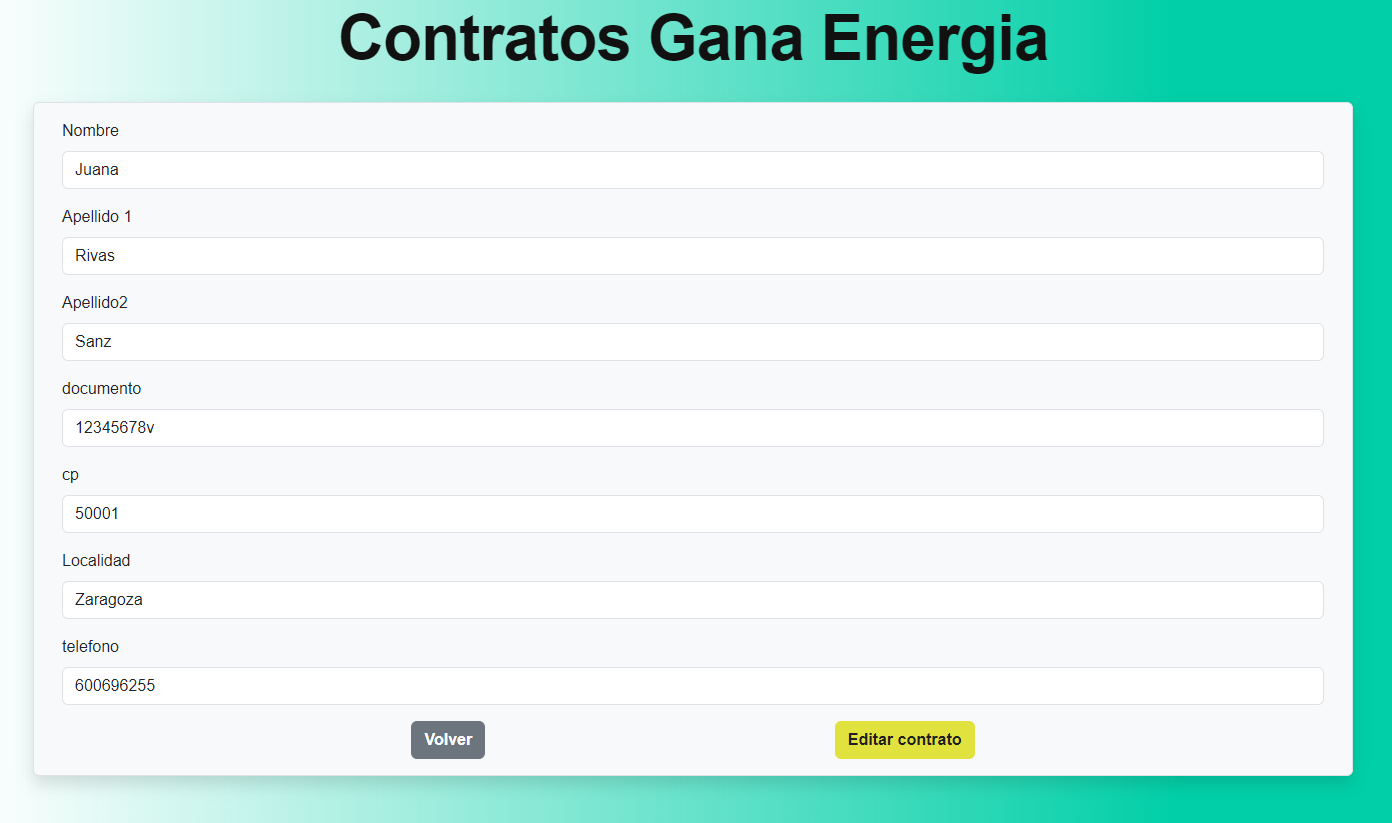 Contratos Gana Energia
Nombre
Juana
Apellido 1
Rivas
Apellido2
Sanz
documento
12345678v
cp
50001
Localidad
Zaragoza
telefono
600696255
Volver
Editar contrato